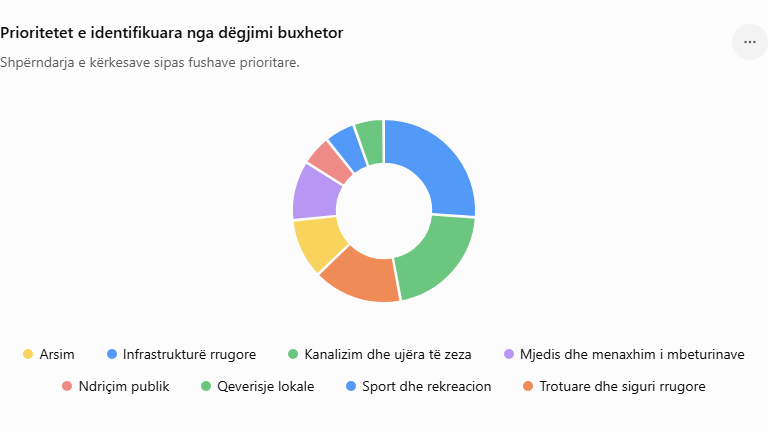 Prioritetet e identifikuara nga dëgjimi buxhetor
Shpërndarja e kërkesave sipas fushave prioritare.
Arsim
Infrastrukturë rrugore
Kanalizim dhe ujëra të zeza
Mjedis dhe menaxhim i mbeturinave
Ndriçim publik
Qeverisje lokale
Sport dhe rekreacion
Trotuare dhe siguri rrugore